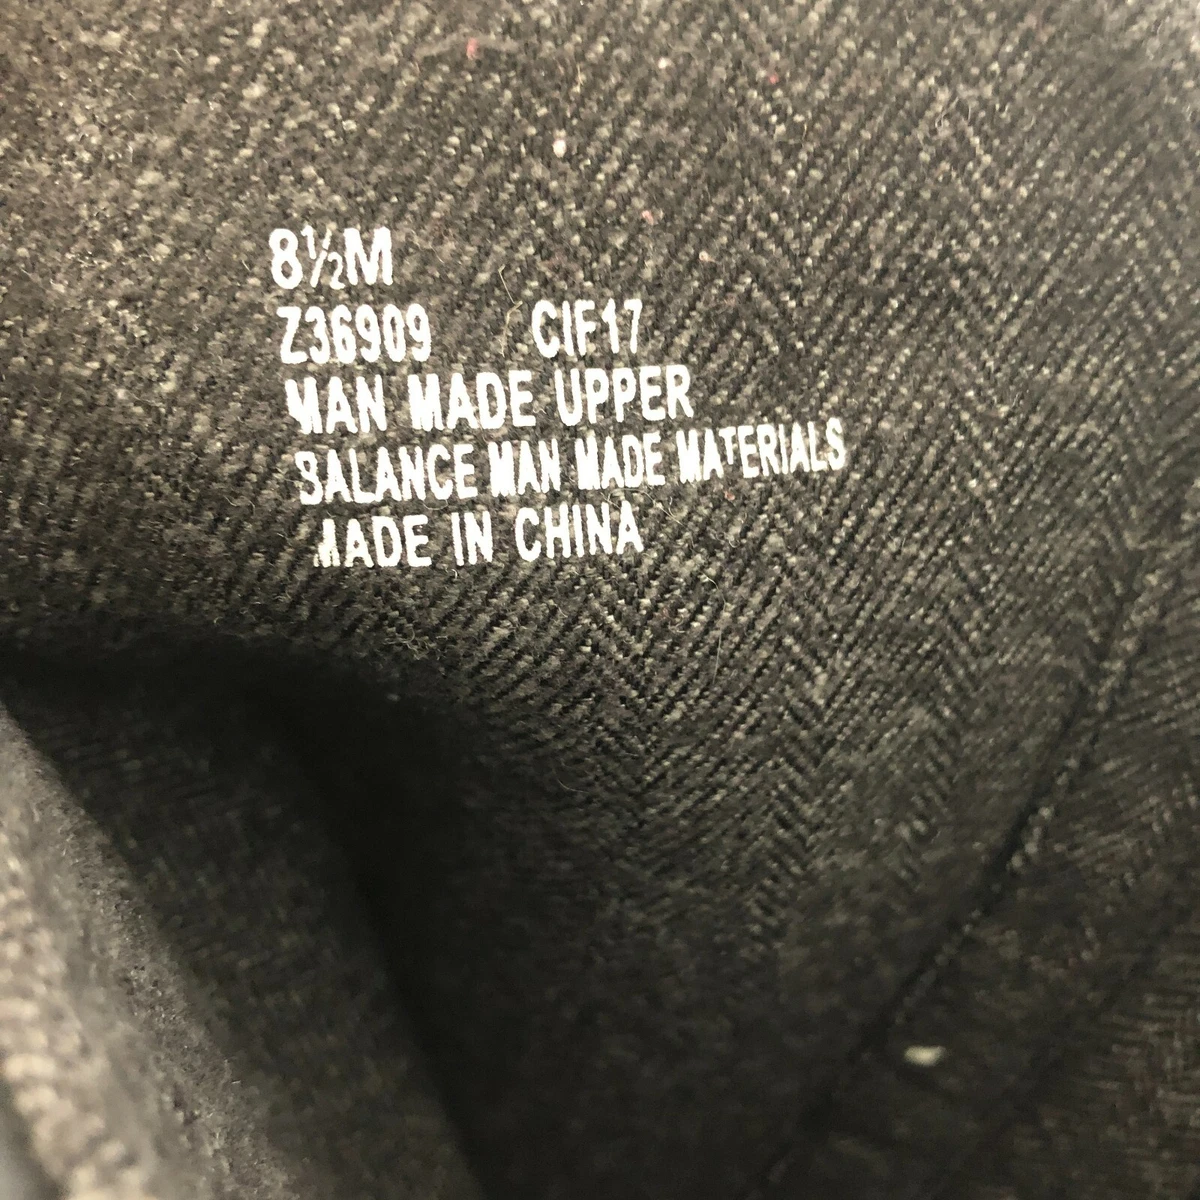 8½M
Z36909 CIF17
MAN MADE UPPER
BALANCE MAN MADE MATERIALS
MADE IN CHINA